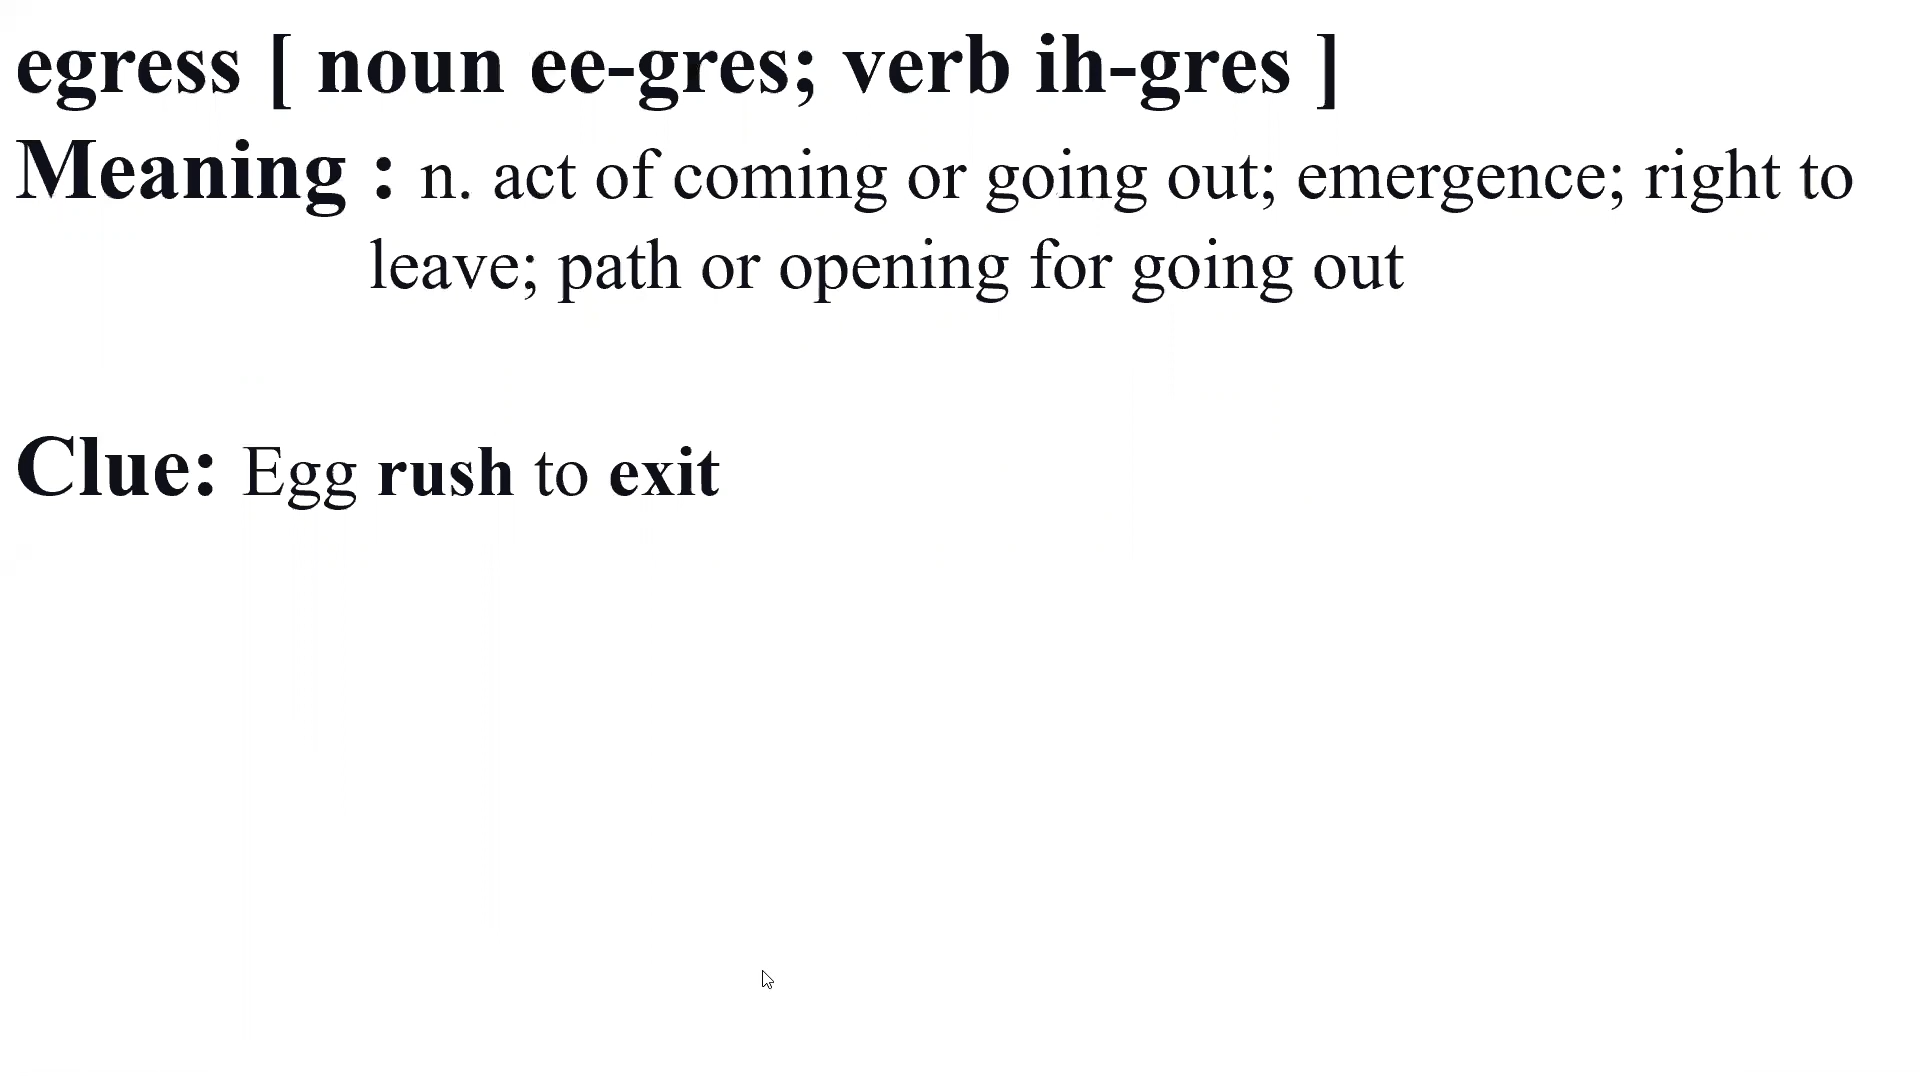 egress [ noun ee-gres; verb ih-gres ]
Meaning : n. act of coming or going out; emergence; right to
leave; path or opening for going out
Clue: Egg rush to exit